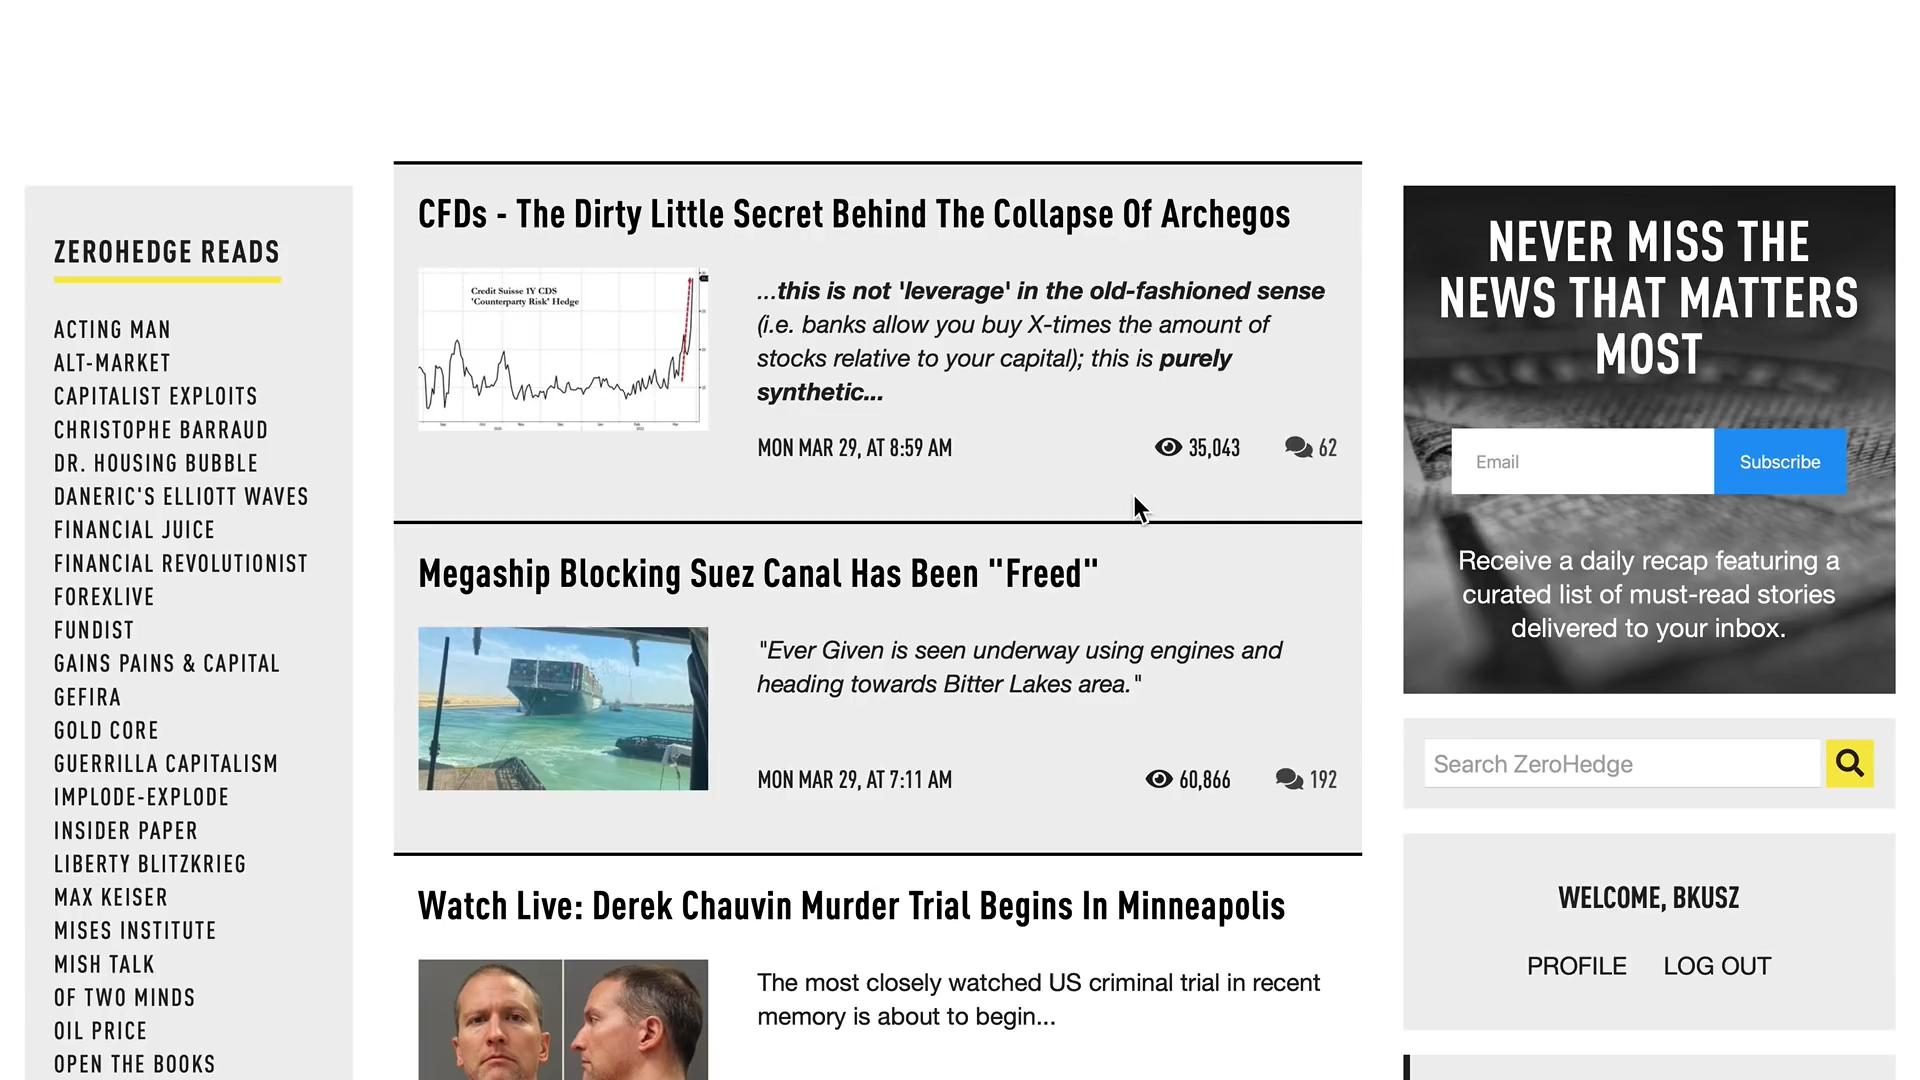 ZEROHEDGE READS
ACTING MAN
ALT-MARKET
CAPITALIST EXPLOITS
CHRISTOPHE BARRAUD
DR. HOUSING BUBBLE
DANERIC'S ELLIOTT WAVES
FINANCIAL JUICE
FINANCIAL REVOLUTIONIST
FOREXLIVE
FUNDIST
GAINS PAINS & CAPITAL
GEFIRA
GOLD CORE
GUERRILLA CAPITALISM
IMPLODE-EXPLODE
INSIDER PAPER
LIBERTY BLITZKRIEG
MAX KEISER
MISES INSTITUTE
MISH TALK
OF TWO MINDS
OIL PRICE
OPEN THE BOOKS
CFDs - The Dirty Little Secret Behind The Collapse Of Archegos
Credit Suisse 1Y CDS
'Counterparty Risk' Hedge
...this is not 'leverage' in the old-fashioned sense
(i.e. banks allow you buy X-times the amount of
stocks relative to your capital); this is purely
synthetic...
MON MAR 29, AT 8:59 AM
35,043
62
Megaship Blocking Suez Canal Has Been "Freed"
"Ever Given is seen underway using engines and
heading towards Bitter Lakes area."
MON MAR 29, AT 7:11 AM
60,866
192
Watch Live: Derek Chauvin Murder Trial Begins In Minneapolis
The most closely watched US criminal trial in recent
memory is about to begin...
NEVER MISS THE
NEWS THAT MATTERS
MOST
Email
Subscribe
Receive a daily recap featuring a
curated list of must-read stories
delivered to your inbox.
Search ZeroHedge
WELCOME, BKUSZ
PROFILE
LOG OUT